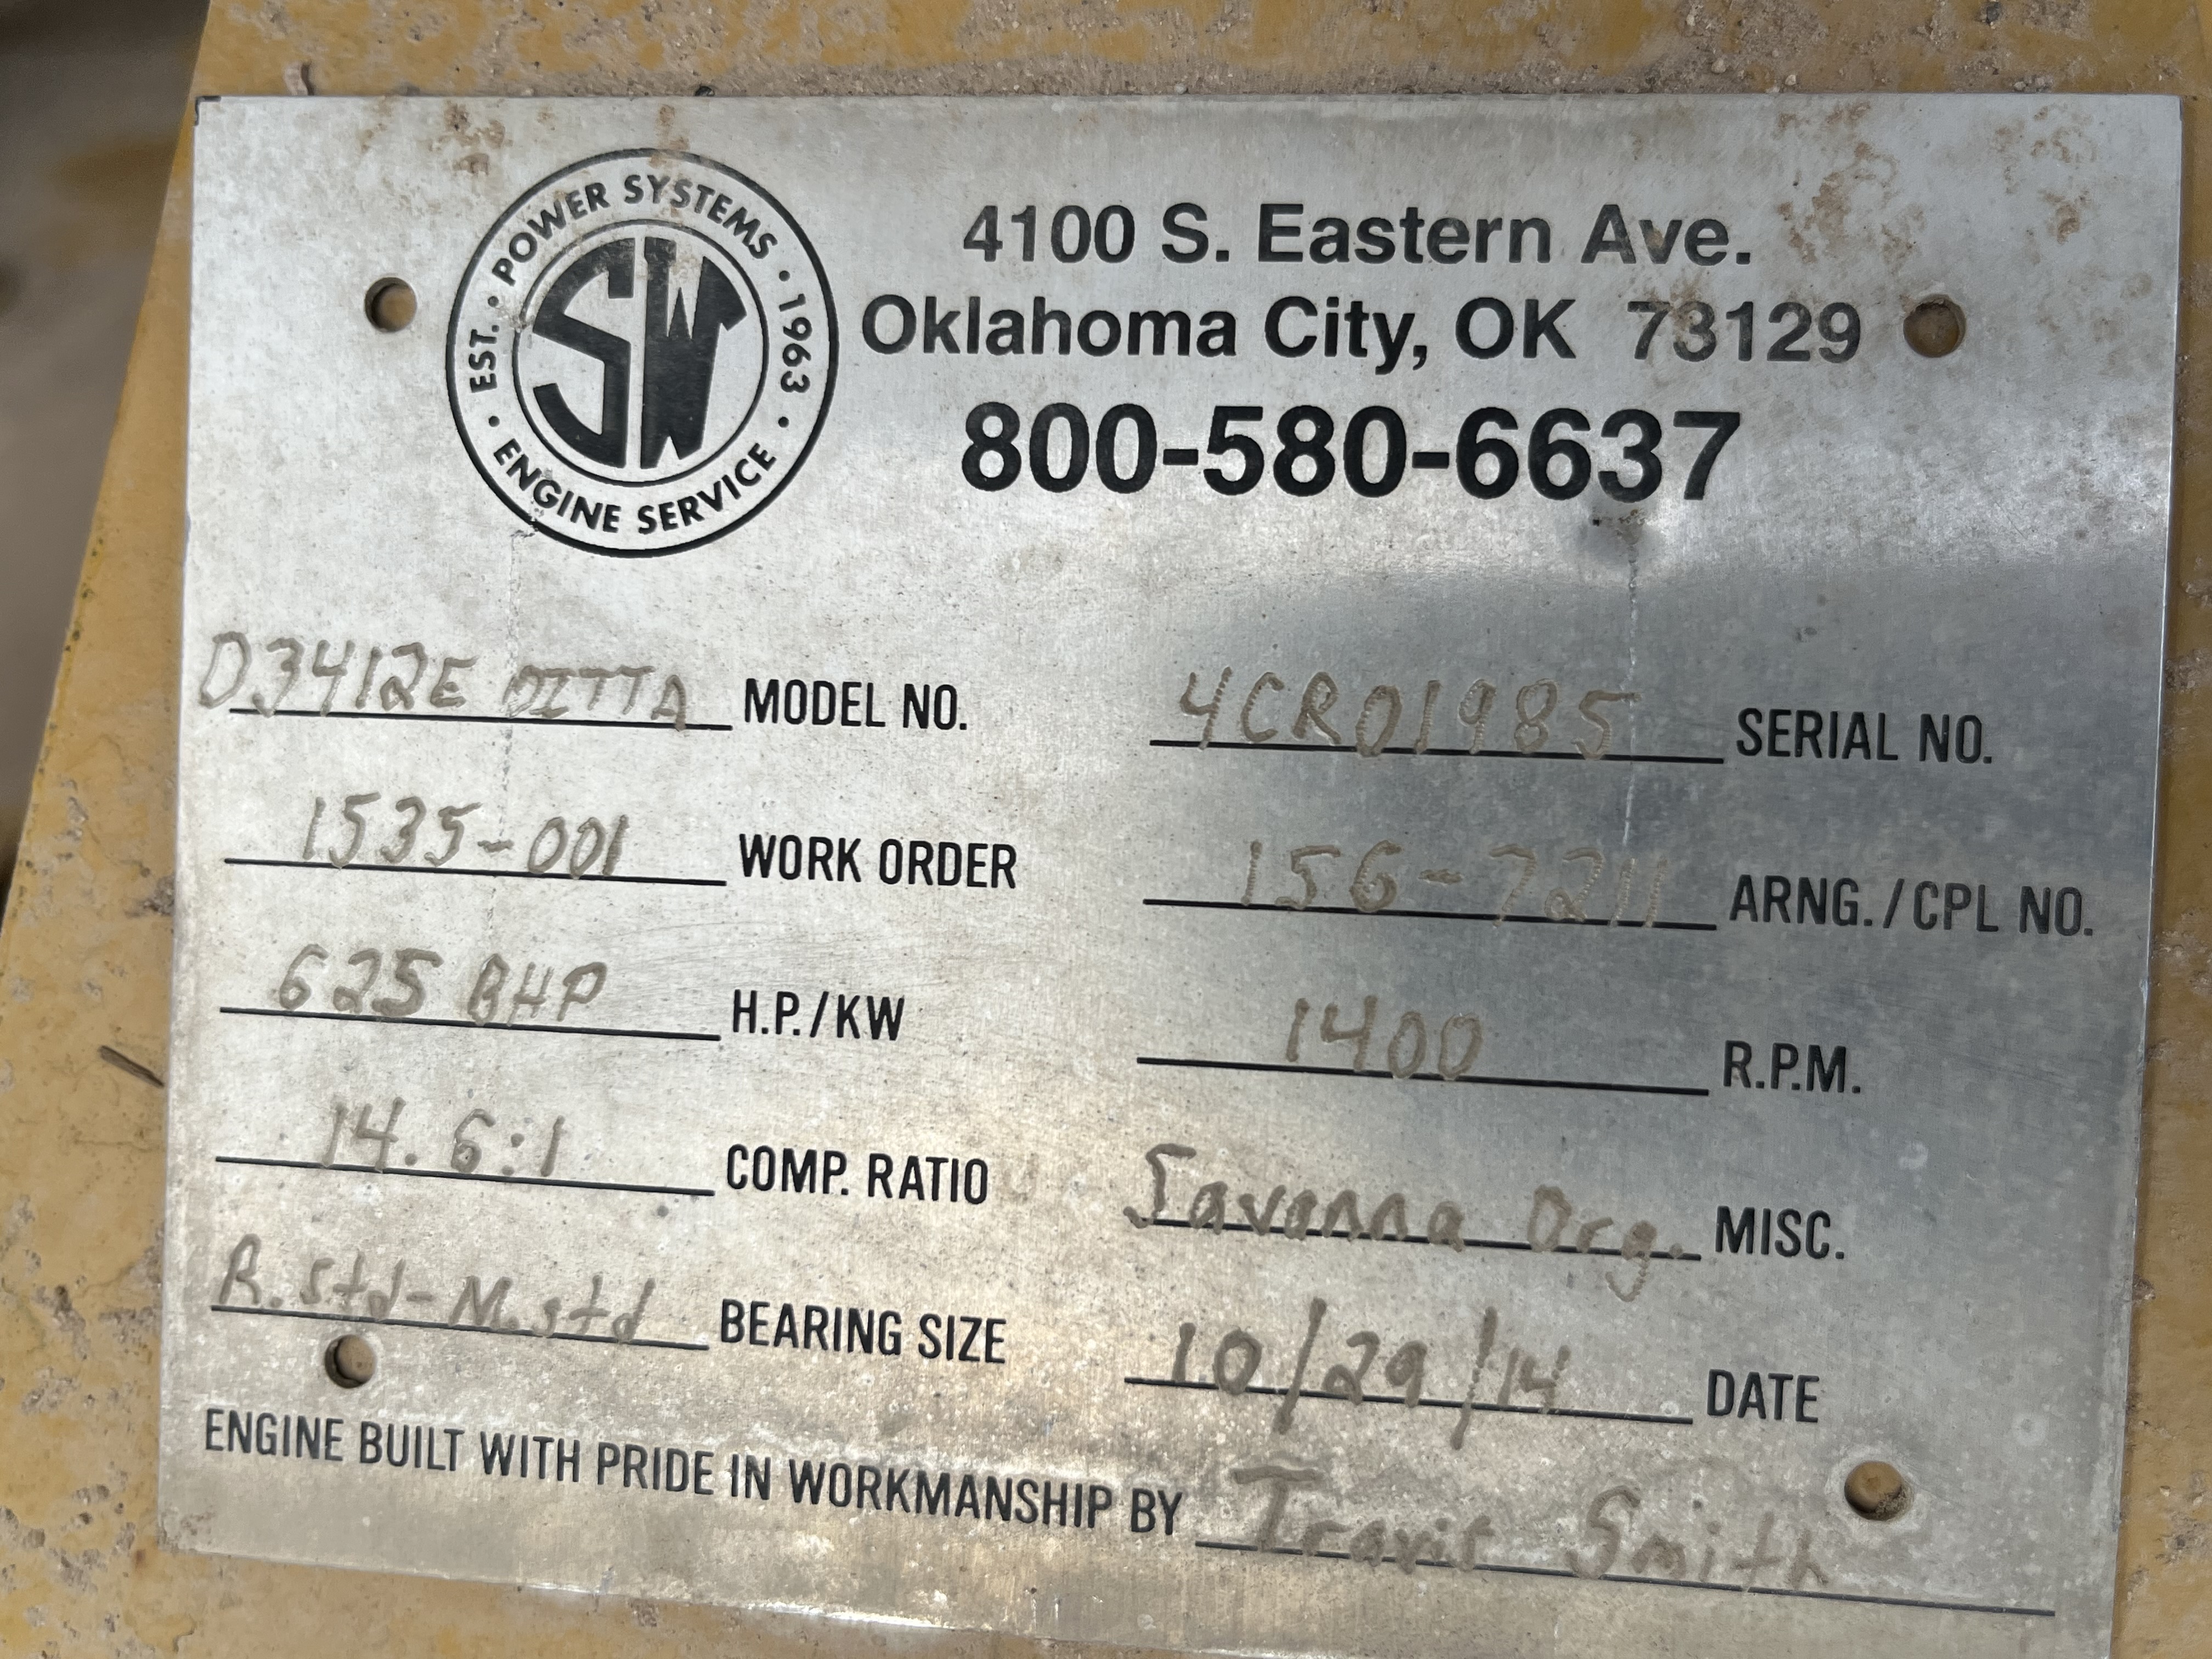 EST. • POWER SYSTEMS • 1963 • ENGINE SERVICE •
SW
4100 S. Eastern Ave.
Oklahoma City, OK 73129
800-580-6637
D3412E DITTA MODEL NO. 4CR01985 SERIAL NO.
1535-001 WORK ORDER 156-7211 ARNG./CPL NO.
625 BHP H.P./KW 1400 R.P.M.
14.6:1 COMP. RATIO Savanna Drg. MISC.
R.std-M.std BEARING SIZE 10/29/14 DATE
ENGINE BUILT WITH PRIDE IN WORKMANSHIP BY Travis Smith